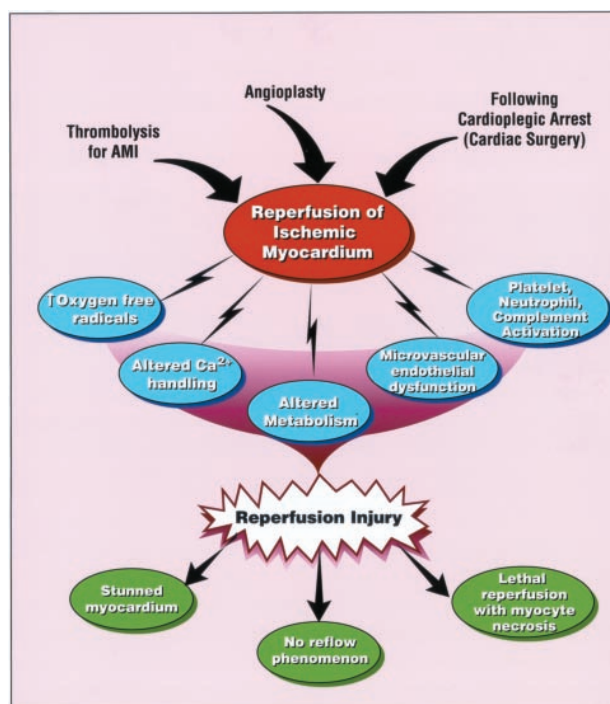 Angioplasty
Thrombolysis
for AMI
Following
Cardioplegic Arrest
(Cardiac Surgery)
Reperfusion of
Ischemic
Myocardium
↑Oxygen free
radicals
Altered Ca²⁺
handling
Altered
Metabolism
Microvascular
endothelial
dysfunction
Platelet,
Neutrophil,
Complement
Activation
Reperfusion Injury
Stunned
myocardium
No reflow
phenomenon
Lethal
reperfusion
with myocyte
necrosis